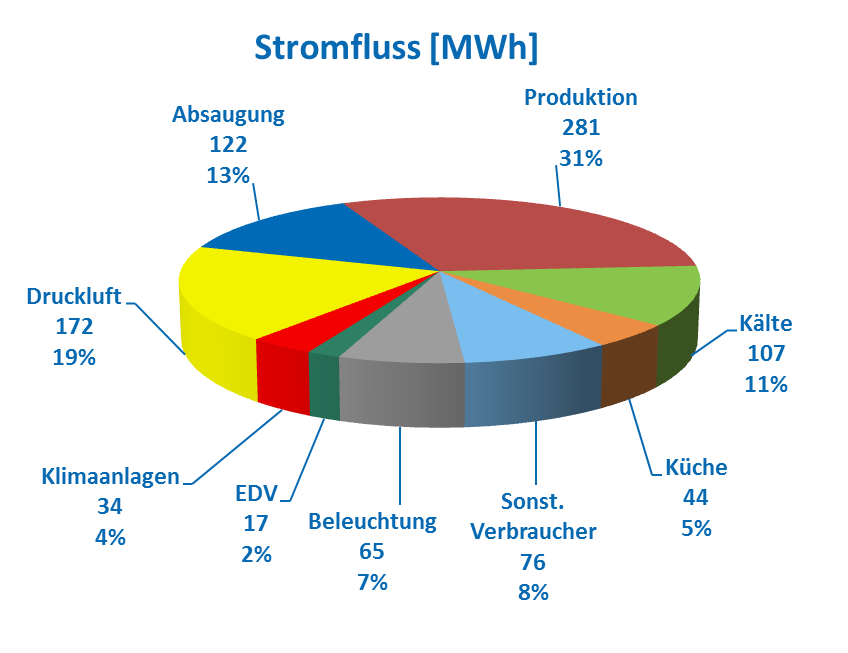 Stromfluss [MWh]
Produktion
281
31%
Absaugung
122
13%
Druckluft
172
19%
Kälte
107
11%
Klimaanlagen
34
4%
EDV
17
2%
Beleuchtung
65
7%
Sonst.
Verbraucher
76
8%
Küche
44
5%